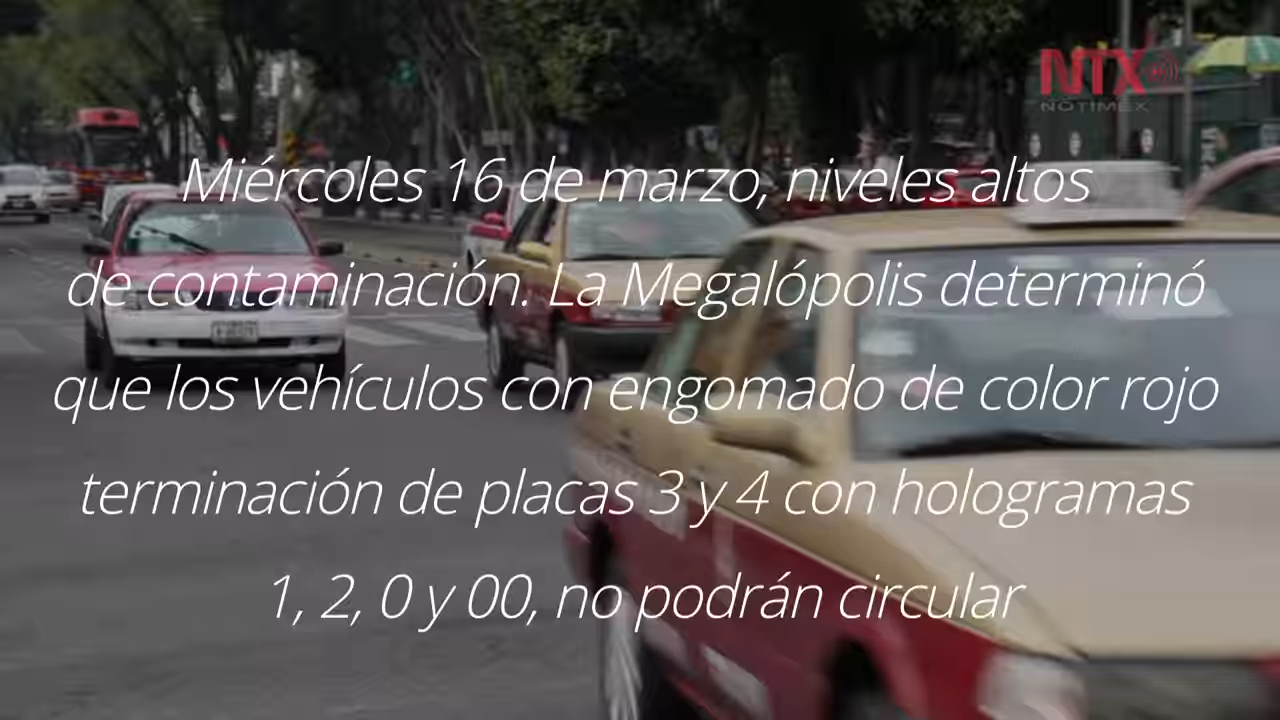 NTX
NOTIMEX
Miércoles 16 de marzo, niveles altos
de contaminación. La Megalópolis determinó
que los vehículos con engomado de color rojo
terminación de placas 3 y 4 con hologramas
1, 2, 0 y 00, no podrán circular